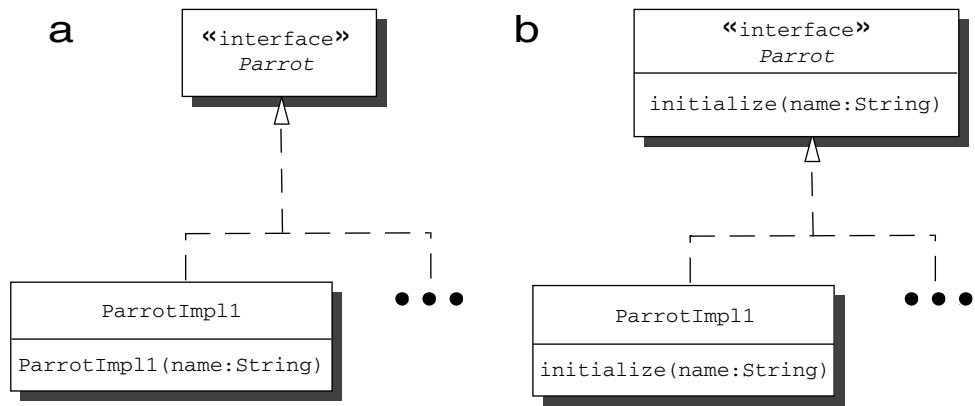 a
«interface»
Parrot
ParrotImpl1
ParrotImpl1(name:String)
b
«interface»
Parrot
initialize(name:String)
ParrotImpl1
initialize(name:String)